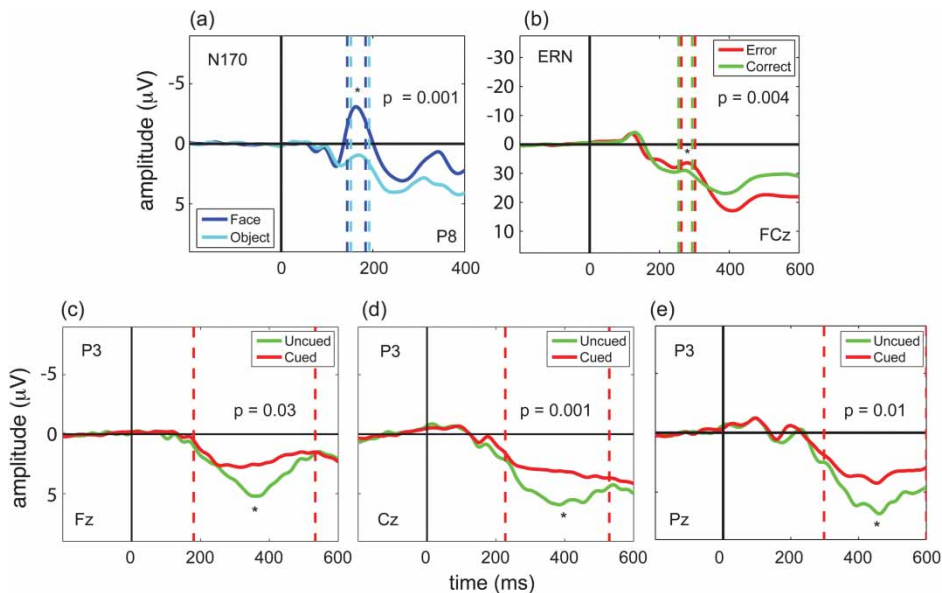 (a)
N170
p = 0.001
*
Face
Object
P8
-5
0
5
0
200
400
amplitude (µV)
(b)
ERN
Error
Correct
p = 0.004
*
FCz
-30
-20
-10
0
30
20
10
0
200
400
600
(c)
P3
Uncued
Cued
p = 0.03
*
Fz
-5
0
5
0
200
400
600
amplitude (µV)
(d)
P3
Uncued
Cued
p = 0.001
*
Cz
0
200
400
600
(e)
P3
Uncued
Cued
p = 0.01
*
Pz
0
200
400
600
time (ms)